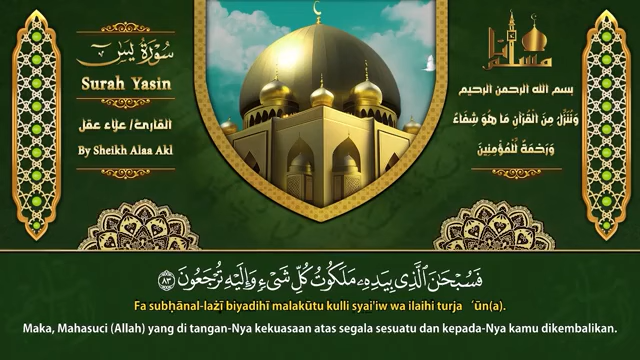 سُورَةُ يٰسٓ
Surah Yasin
القارئ/ علاء عقل
By Sheikh Alaa Akl
مسلم
بسم الله الرحمن الرحيم
وَنُنَزِّلُ مِنَ الْقُرْآنِ مَا هُوَ شِفَاءٌ
وَرَحْمَةٌ لِّلْمُؤْمِنِينَ
فَسُبْحَٰنَ ٱلَّذِى بِيَدِهِۦ مَلَكُوتُ كُلِّ شَىْءٍ وَإِلَيْهِ تُرْجَعُونَ ٨٣
Fa subḥānal-lażī biyadihī malakūtu kulli syai'iw wa ilaihi turja‘ūn(a).
Maka, Mahasuci (Allah) yang di tangan-Nya kekuasaan atas segala sesuatu dan kepada-Nya kamu dikembalikan.